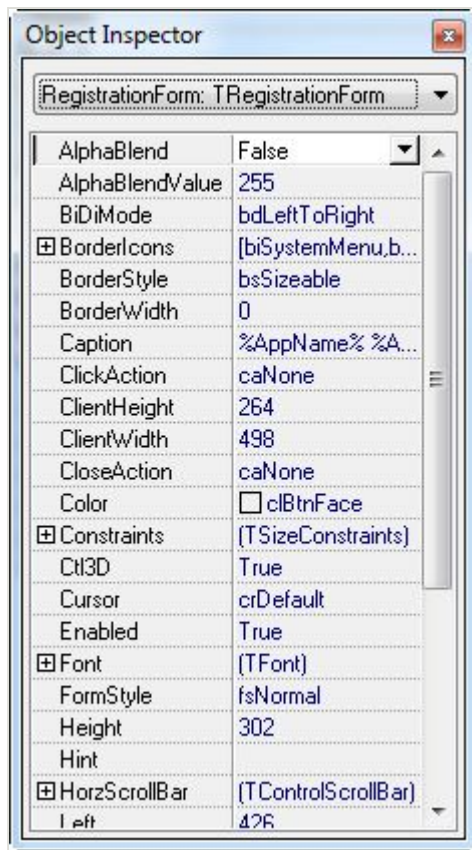 Object Inspector
RegistrationForm: TRegistrationForm
AlphaBlend False
AlphaBlendValue 255
BiDiMode bdLeftToRight
BorderIcons [biSystemMenu,b...
BorderStyle bsSizeable
BorderWidth 0
Caption %AppName% %A...
ClickAction caNone
ClientHeight 264
ClientWidth 498
CloseAction caNone
Color clBtnFace
Constraints (TSizeConstraints)
Ctl3D True
Cursor crDefault
Enabled True
Font (TFont)
FormStyle fsNormal
Height 302
Hint
HorzScrollBar (TControlScrollBar)
Left 426